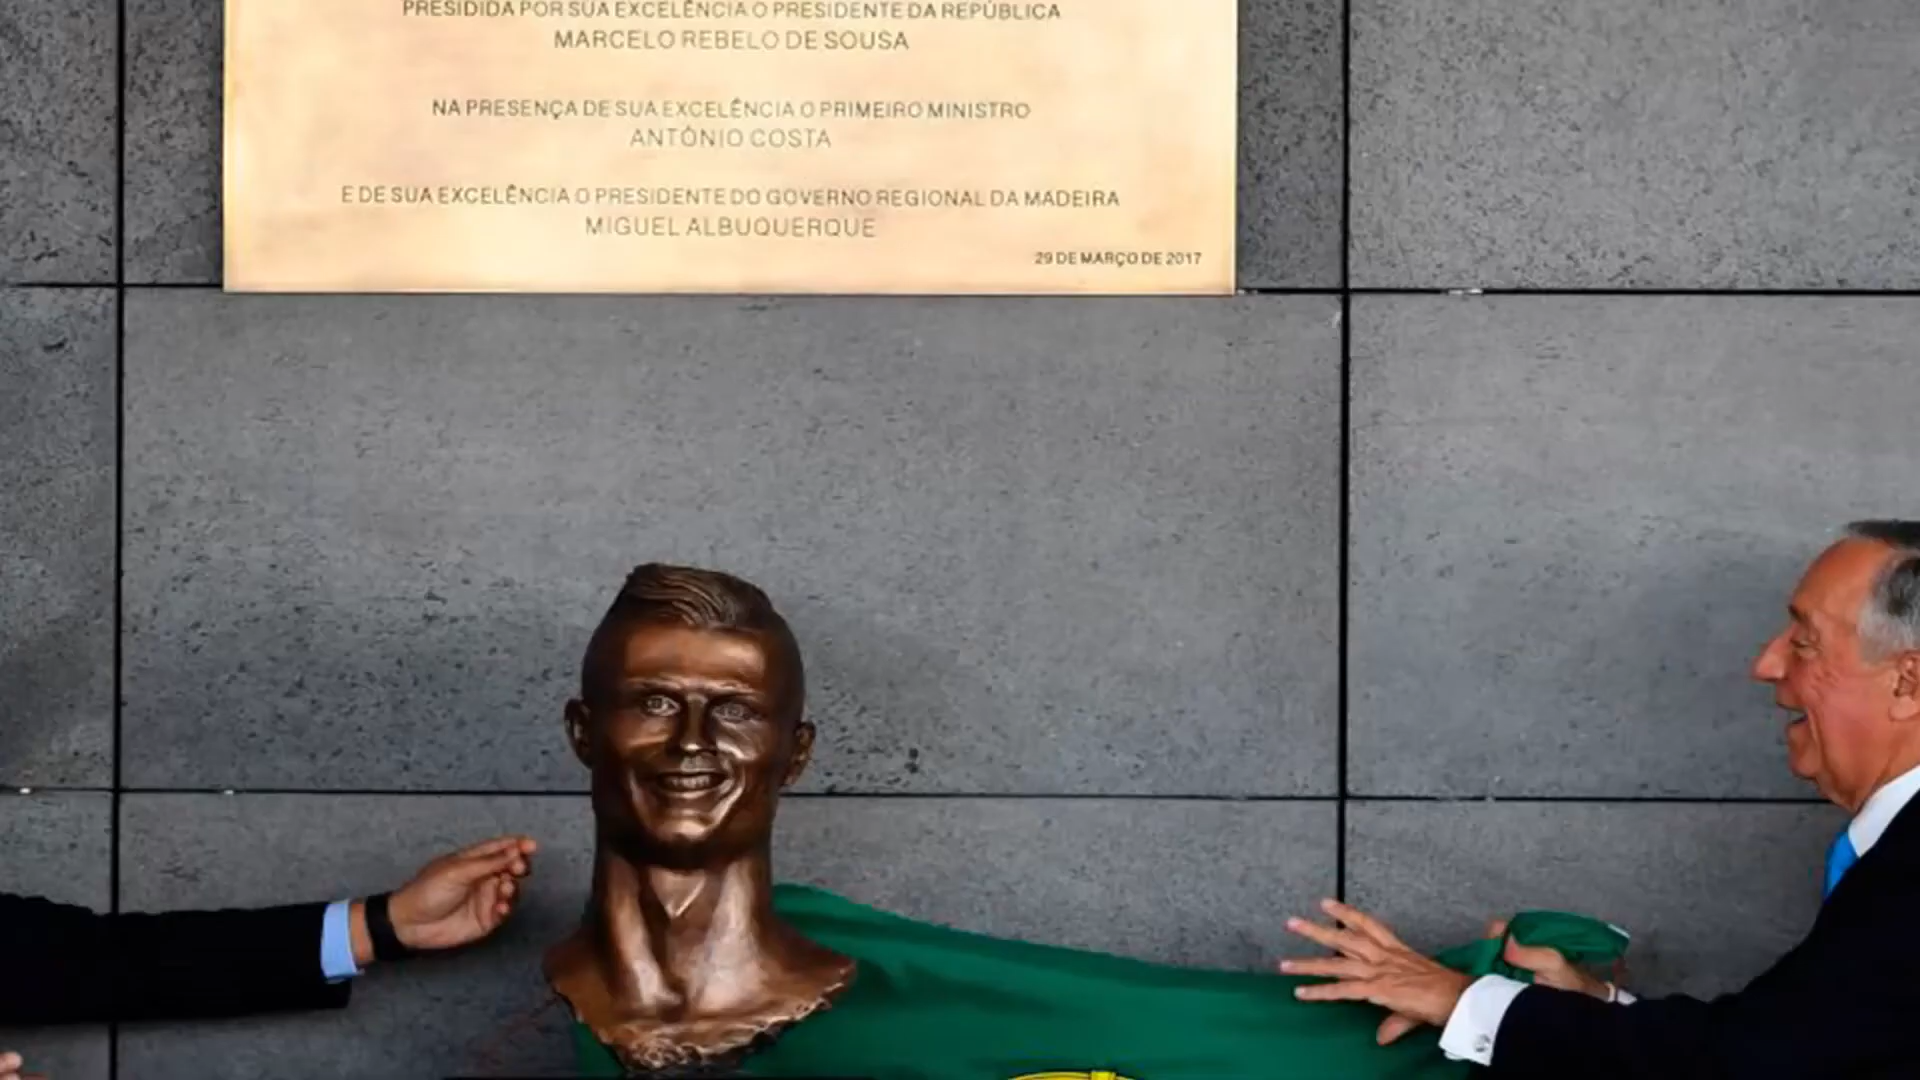 PRESIDIDA POR SUA EXCELÊNCIA O PRESIDENTE DA REPÚBLICA
MARCELO REBELO DE SOUSA
NA PRESENÇA DE SUA EXCELÊNCIA O PRIMEIRO MINISTRO
ANTÓNIO COSTA
E DE SUA EXCELÊNCIA O PRESIDENTE DO GOVERNO REGIONAL DA MADEIRA
MIGUEL ALBUQUERQUE
29 DE MARÇO DE 2017